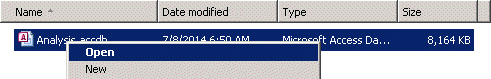 Name Date modified Type Size
Analysis.accdb 7/8/2014 6:50 AM Microsoft Access Da... 8,164 KB
Open
New